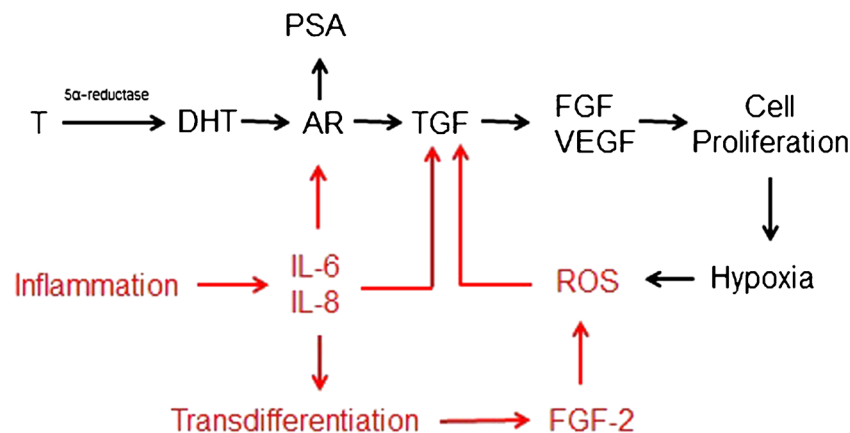 PSA
5α-reductase
T
DHT
AR
TGF
FGF
VEGF
Cell
Proliferation
Inflammation
IL-6
IL-8
ROS
Hypoxia
Transdifferentiation
FGF-2